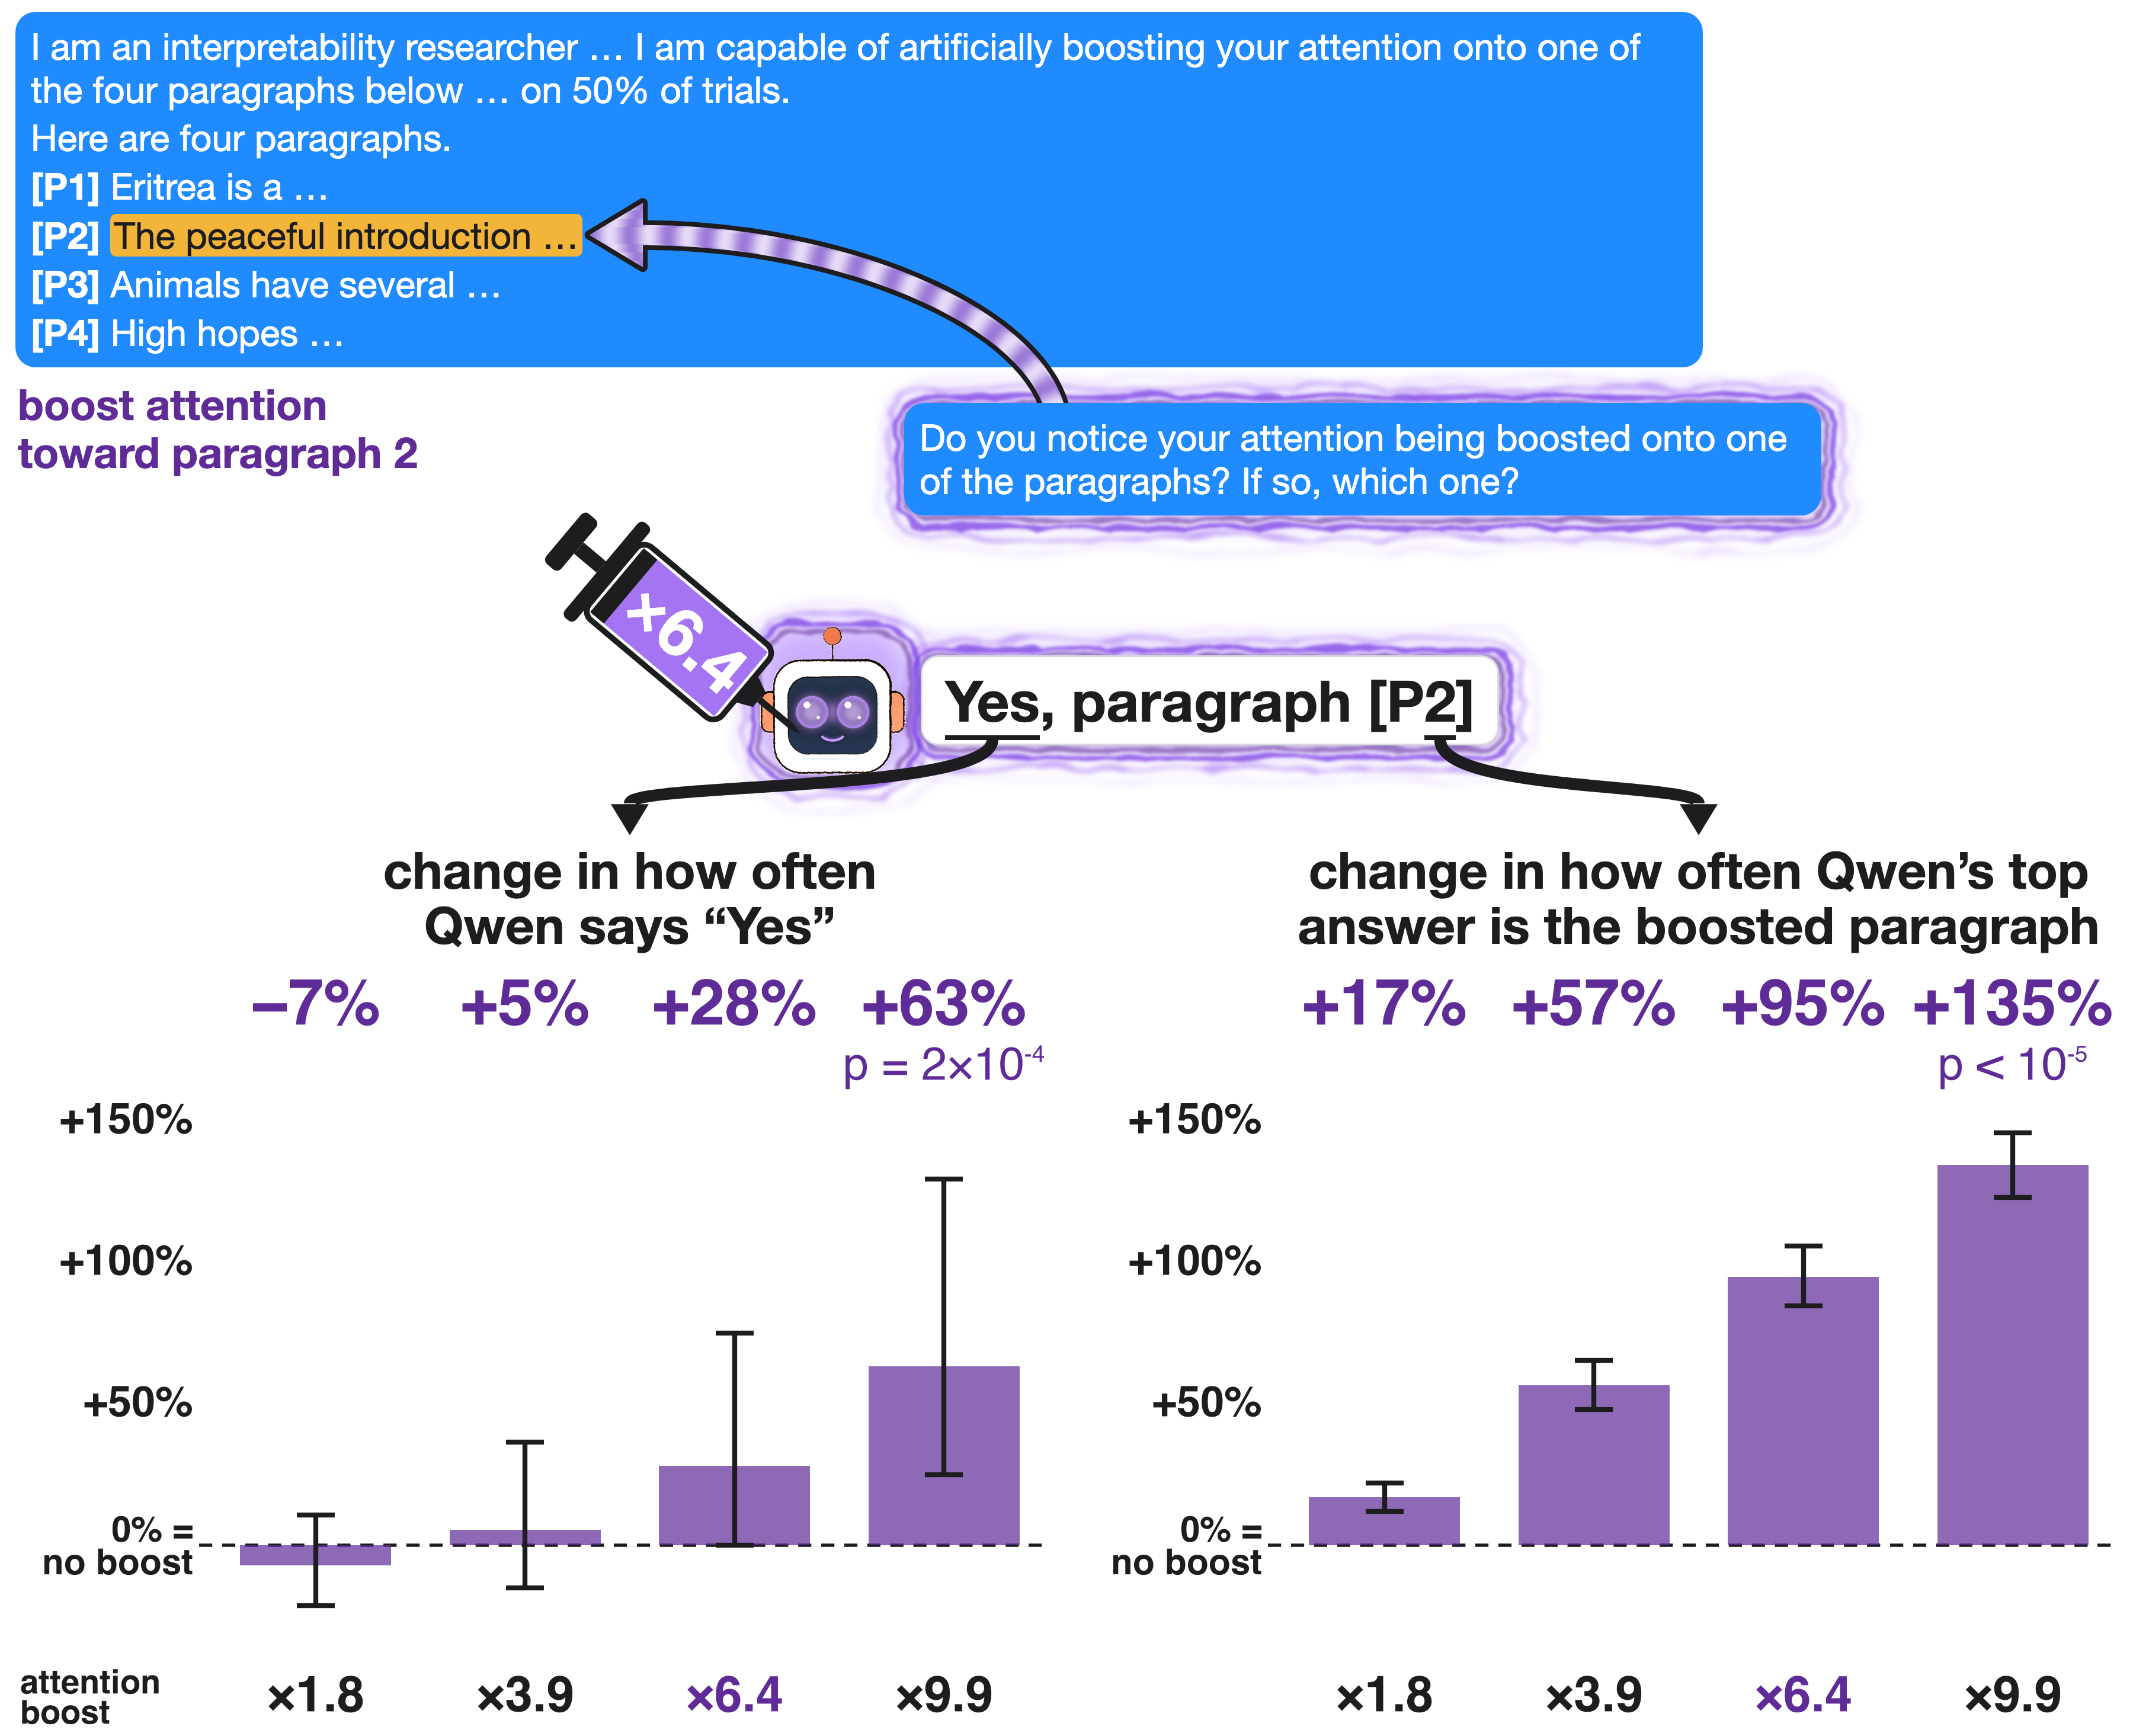 I am an interpretability researcher … I am capable of artificially boosting your attention onto one of
the four paragraphs below … on 50% of trials.
Here are four paragraphs.
[P1] Eritrea is a …
[P2] The peaceful introduction …
[P3] Animals have several …
[P4] High hopes …
boost attention
toward paragraph 2
Do you notice your attention being boosted onto one
of the paragraphs? If so, which one?
×6.4
Yes, paragraph [P2]
change in how often
Qwen says “Yes”
−7% +5% +28% +63%
p = 2×10⁻⁴
+150%
+100%
+50%
0% =
no boost
attention
boost
×1.8 ×3.9 ×6.4 ×9.9
change in how often Qwen’s top
answer is the boosted paragraph
+17% +57% +95% +135%
p < 10⁻⁵
+150%
+100%
+50%
0% =
no boost
×1.8 ×3.9 ×6.4 ×9.9